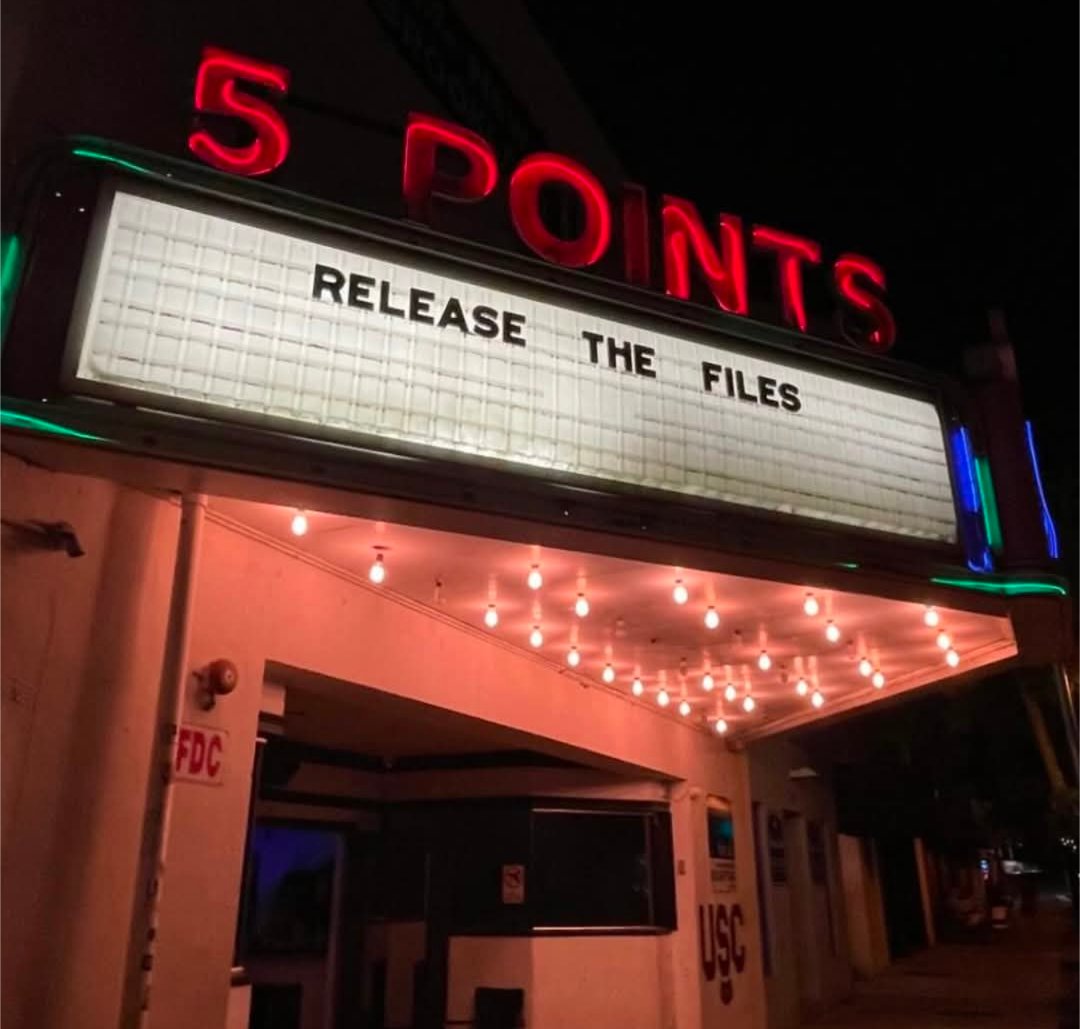 5 POINTS
RELEASE THE FILES
FDC
USC